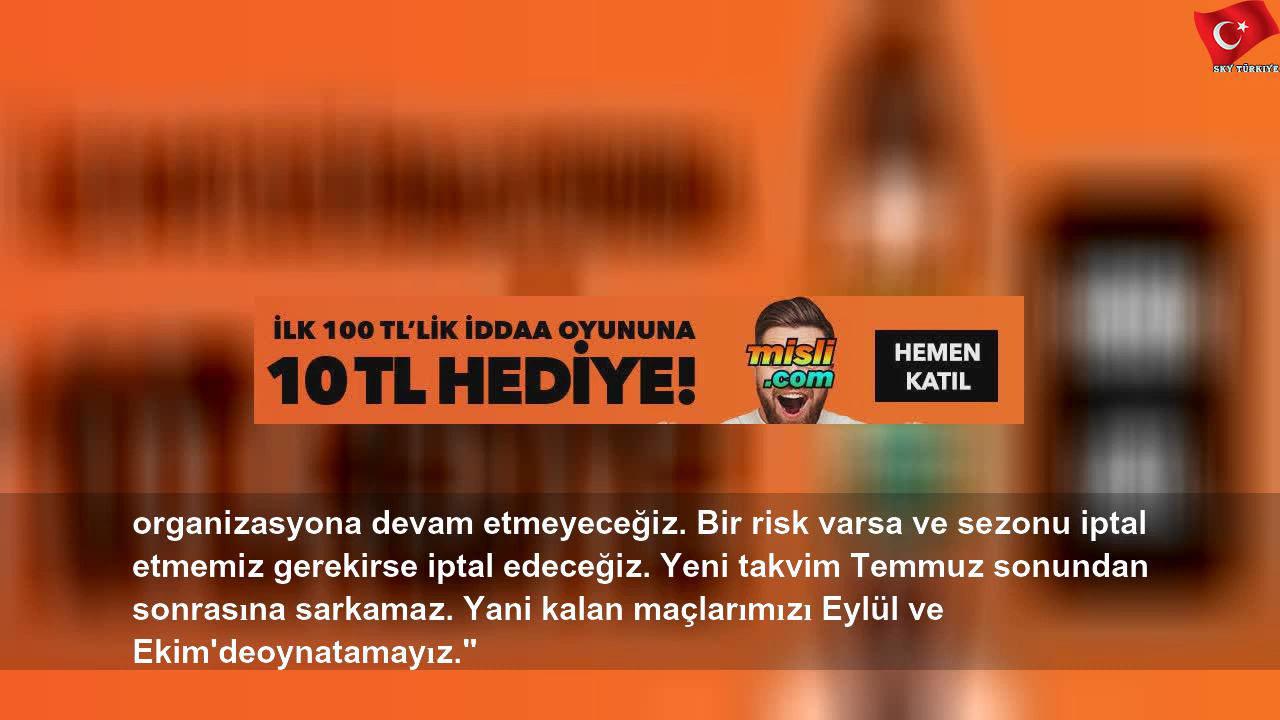 SKY TÜRKIYE
İLK 100 TL’LİK İDDAA OYUNUNA
10 TL HEDİYE!
misli
.com
HEMEN
KATIL
organizasyona devam etmeyeceğiz. Bir risk varsa ve sezonu iptal
etmemiz gerekirse iptal edeceğiz. Yeni takvim Temmuz sonundan
sonrasına sarkamaz. Yani kalan maçlarımızı Eylül ve
Ekim'deoynatamayız."